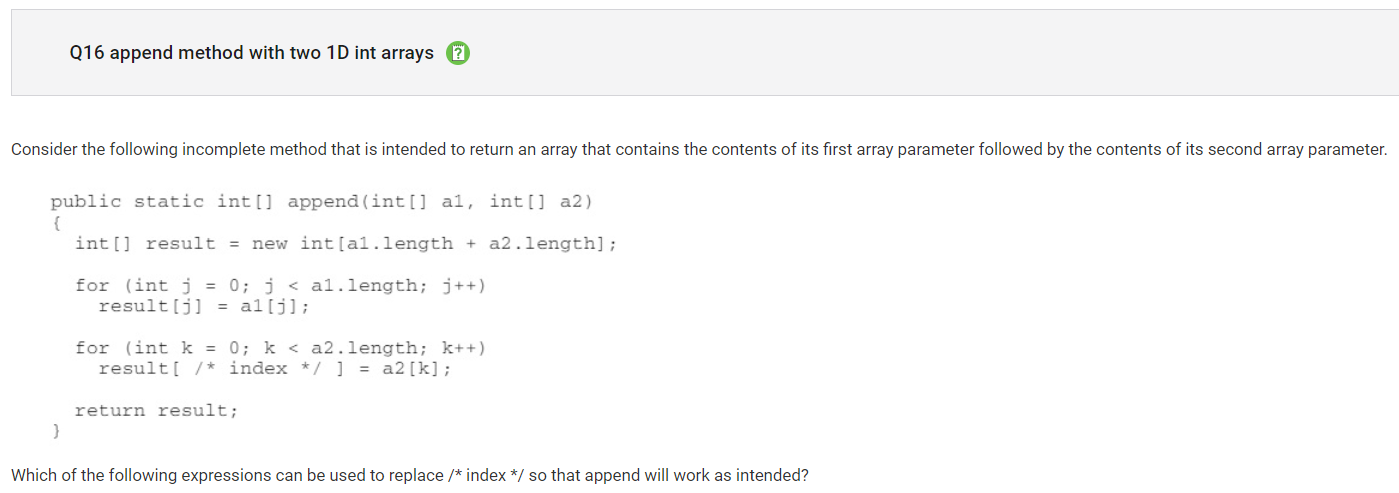 Q16 append method with two 1D int arrays
Consider the following incomplete method that is intended to return an array that contains the contents of its first array parameter followed by the contents of its second array parameter.
public static int[] append(int[] a1, int[] a2)
{
int[] result = new int[a1.length + a2.length];
for (int j = 0; j < a1.length; j++)
result[j] = a1[j];
for (int k = 0; k < a2.length; k++)
result[ /* index */ ] = a2[k];
return result;
}
Which of the following expressions can be used to replace /* index */ so that append will work as intended?